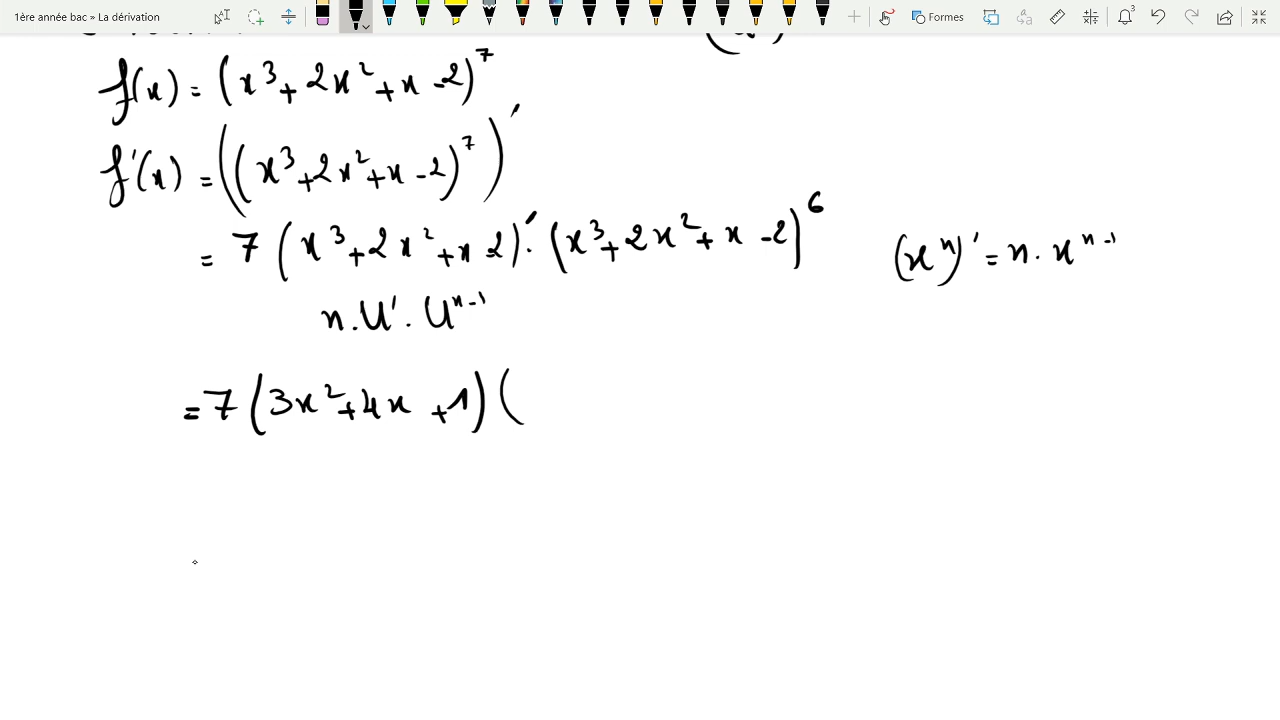 1ère année bac » La dérivation
Formes
3
f(x) = (x³ + 2x² + x - 2)⁷
f'(x) = ((x³ + 2x² + x - 2)⁷)'
= 7 (x³ + 2x² + x - 2)' . (x³ + 2x² + x - 2)⁶
(xⁿ)' = n . xⁿ⁻¹
n . U' . Uⁿ⁻¹
= 7 (3x² + 4x + 1) (